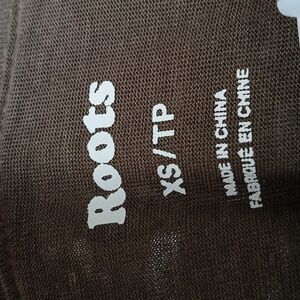 Roots
XS/TP
MADE IN CHINA
FABRIQUÉ EN CHINE